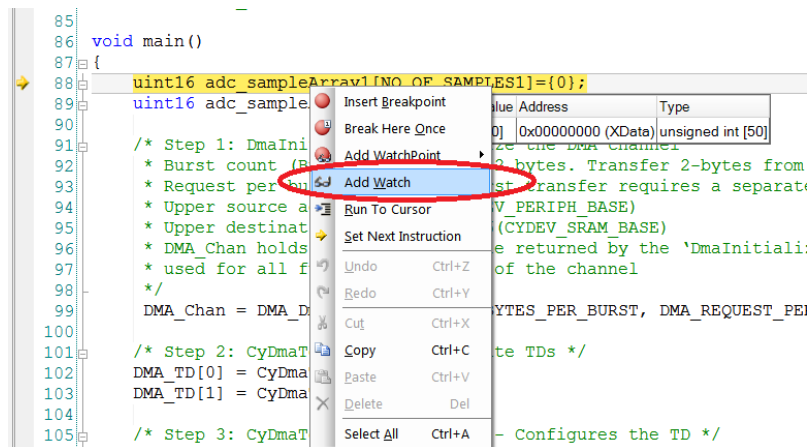 85
86 void main()
87 {
88 uint16 adc_sampleArray1[NO_OF_SAMPLES1]={0};
89 uint16 adc_sample
90
91 /* Step 1: DmaIni ze the DMA channel
92 * Burst count (B 2 bytes. Transfer 2-bytes from
93 * Request per bu st transfer requires a separate
94 * Upper source a V_PERIPH_BASE)
95 * Upper destinat (CYDEV_SRAM_BASE)
96 * DMA_Chan holds e returned by the 'DmaInitiali
97 * used for all f of the channel
98 */
99 DMA_Chan = DMA_D YTES_PER_BURST, DMA_REQUEST_PE
100
101 /* Step 2: CyDmaT te TDs */
102 DMA_TD[0] = CyDma
103 DMA_TD[1] = CyDma
104
105 /* Step 3: CyDmaT - Configures the TD */
Insert Breakpoint
Break Here Once
Add WatchPoint
Add Watch
Run To Cursor
Set Next Instruction
Undo Ctrl+Z
Redo Ctrl+Y
Cut Ctrl+X
Copy Ctrl+C
Paste Ctrl+V
Delete Del
Select All Ctrl+A
alue Address Type
0] 0x00000000 (XData) unsigned int [50]